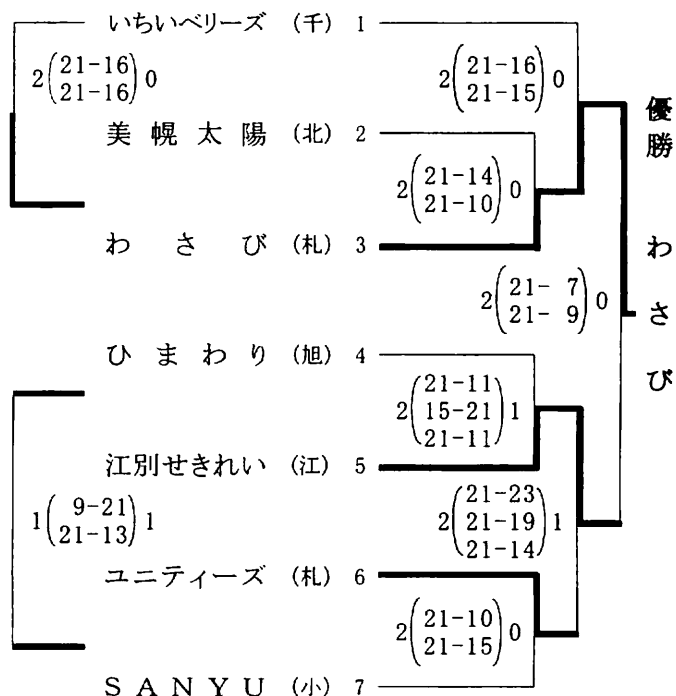 いちいベリーズ (千) 1
2(21-16 21-16)0
2(21-16 21-15)0
美幌太陽 (北) 2
2(21-14 21-10)0
わさび (札) 3
2(21- 7 21- 9)0
ひまわり (旭) 4
2(21-11 15-21 21-11)1
江別せきれい (江) 5
1(9-21 21-13)1
2(21-23 21-19 21-14)1
ユニティーズ (札) 6
2(21-10 21-15)0
SANYU (小) 7
優勝 わさび